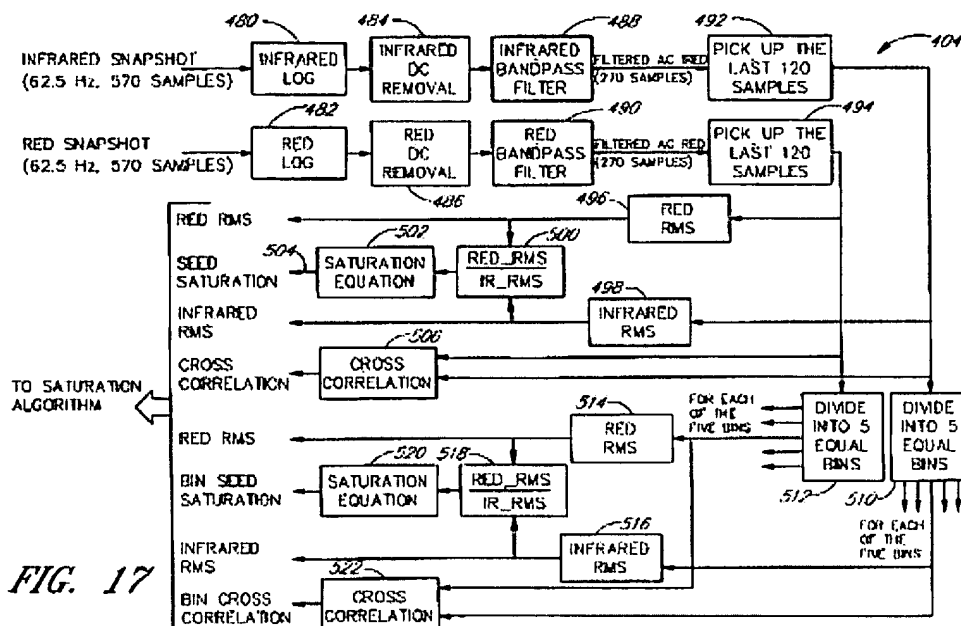 480
484
488
492
404
INFRARED SNAPSHOT
(62.5 Hz, 570 SAMPLES)
INFRARED
LOG
INFRARED
DC
REMOVAL
INFRARED
BANDPASS
FILTER
FILTERED AC IRED
(270 SAMPLES)
PICK UP THE
LAST 120
SAMPLES
482
490
494
RED SNAPSHOT
(62.5 Hz, 570 SAMPLES)
RED
LOG
RED
DC
REMOVAL
RED
BANDPASS
FILTER
FILTERED AC RED
(270 SAMPLES)
PICK UP THE
LAST 120
SAMPLES
486
496
RED RMS
RED
RMS
502
500
504
SEED
SATURATION
SATURATION
EQUATION
RED_RMS
IR_RMS
498
INFRARED
RMS
INFRARED
RMS
506
CROSS
CORRELATION
CROSS
CORRELATION
TO SATURATION
ALGORITHM
514
FOR EACH
OF THE
FIVE BINS
DIVIDE
INTO 5
EQUAL
BINS
DIVIDE
INTO 5
EQUAL
BINS
512
510
RED RMS
RED
RMS
520
518
BIN SEED
SATURATION
SATURATION
EQUATION
RED_RMS
IR_RMS
516
FOR EACH
OF THE
FIVE BINS
INFRARED
RMS
INFRARED
RMS
522
BIN CROSS
CORRELATION
CROSS
CORRELATION
FIG. 17